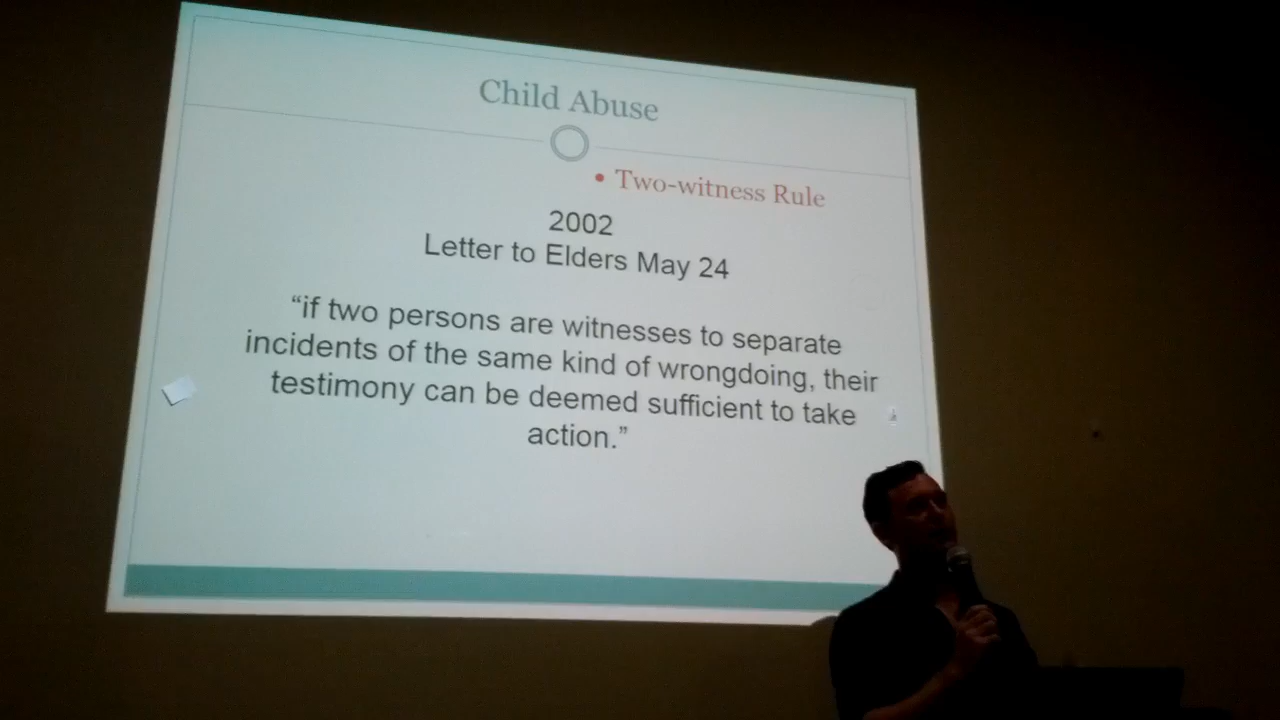 Child Abuse
• Two-witness Rule
2002
Letter to Elders May 24
“if two persons are witnesses to separate
incidents of the same kind of wrongdoing, their
testimony can be deemed sufficient to take
action.”